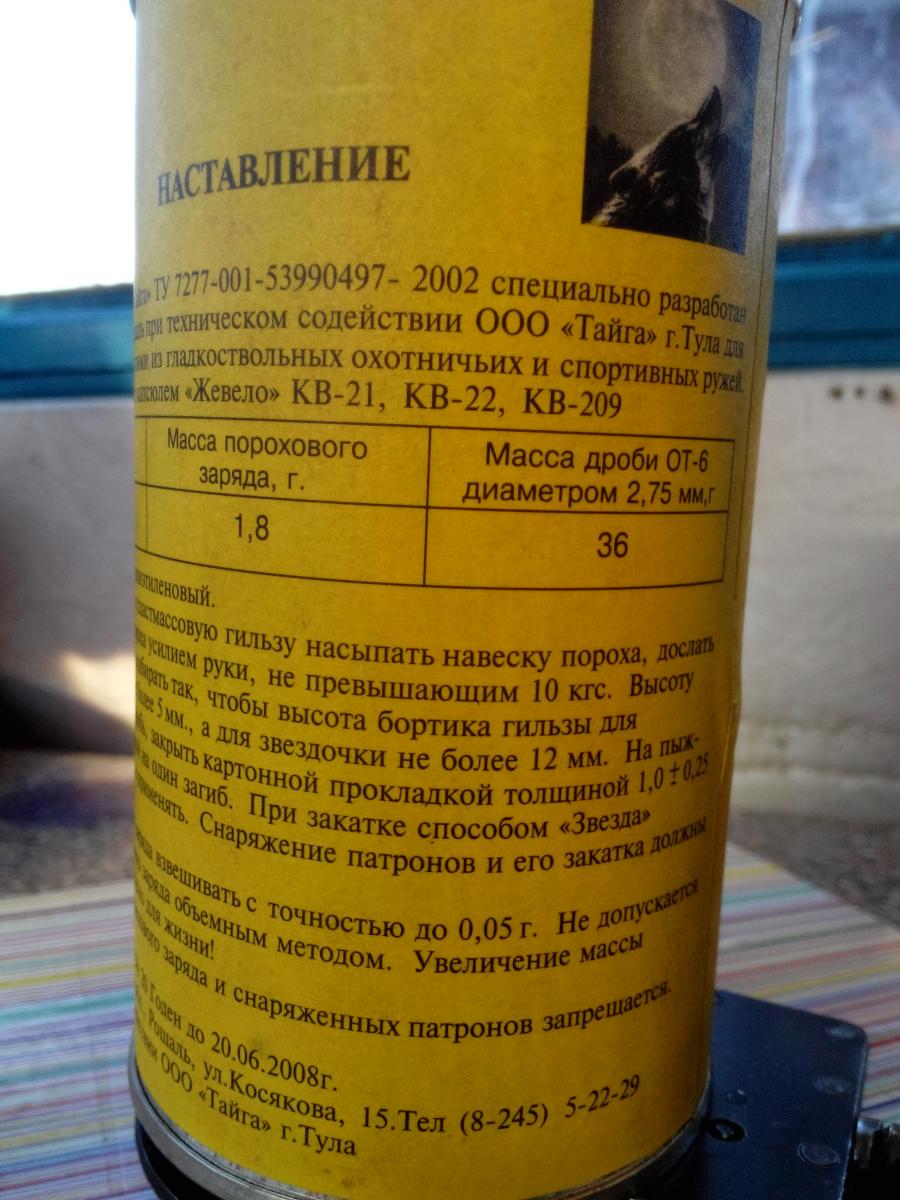 НАСТАВЛЕНИЕ
ТУ 7277-001-53990497- 2002 специально разработан
при техническом содействии ООО «Тайга» г.Тула для
из гладкоствольных охотничьих и спортивных ружей.
«Жевело» КВ-21, КВ-22, КВ-209
Масса порохового
заряда, г.
Масса дроби ОТ-6
диаметром 2,75 мм,г
1,8
36
гильзу насыпать навеску пороха, дослать
усилием руки, не превышающим 10 кгс. Высоту
так, чтобы высота бортика гильзы для
5 мм., а для звездочки не более 12 мм. На пыж-
закрыть картонной прокладкой толщиной 1,0 ± 0,25
на один загиб. При закатке способом «Звезда»
Снаряжение патронов и его закатка должны
взвешивать с точностью до 0,05 г. Не допускается
заряда объемным методом. Увеличение массы
для жизни!
заряда и снаряженных патронов запрещается.
Годен до 20.06.2008г.
Рошаль, ул.Косякова, 15.Тел (8-245) 5-22-29
ООО «Тайга» г.Тула